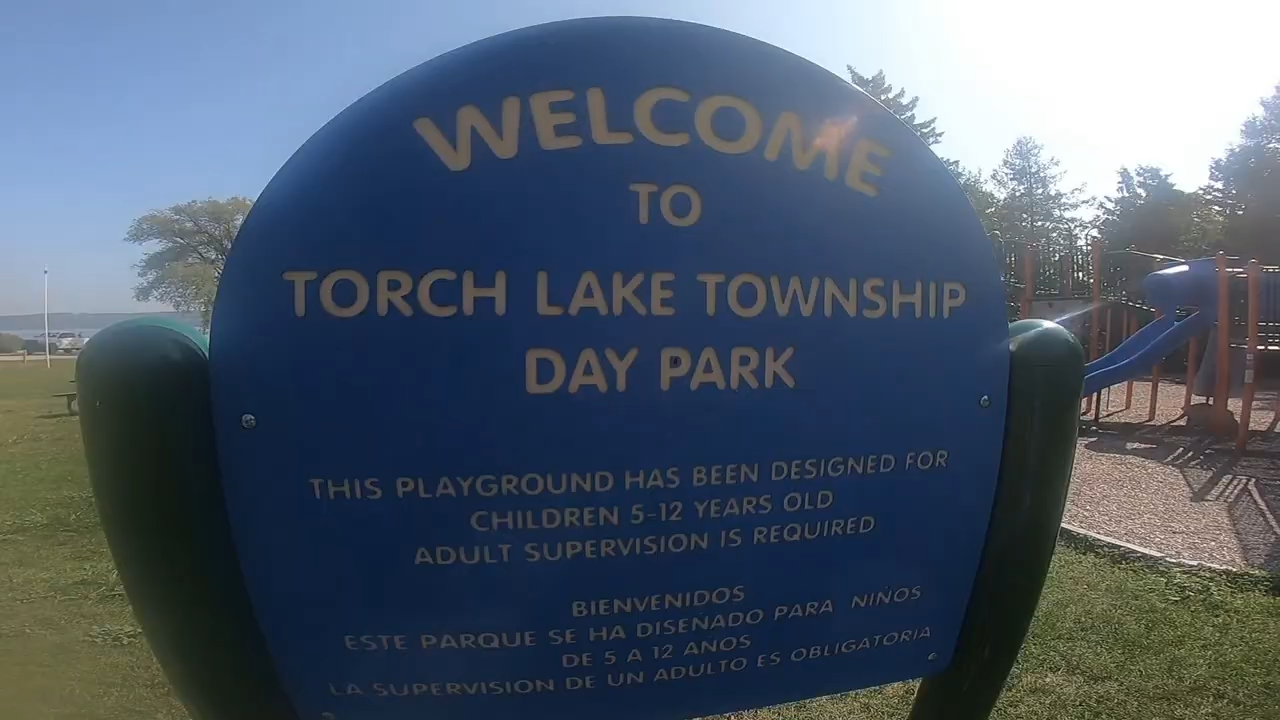 WELCOME
TO
TORCH LAKE TOWNSHIP
DAY PARK
THIS PLAYGROUND HAS BEEN DESIGNED FOR
CHILDREN 5-12 YEARS OLD
ADULT SUPERVISION IS REQUIRED
BIENVENIDOS
ESTE PARQUE SE HA DISEÑADO PARA NIÑOS
DE 5 A 12 ANOS
LA SUPERVISION DE UN ADULTO ES OBLIGATORIA